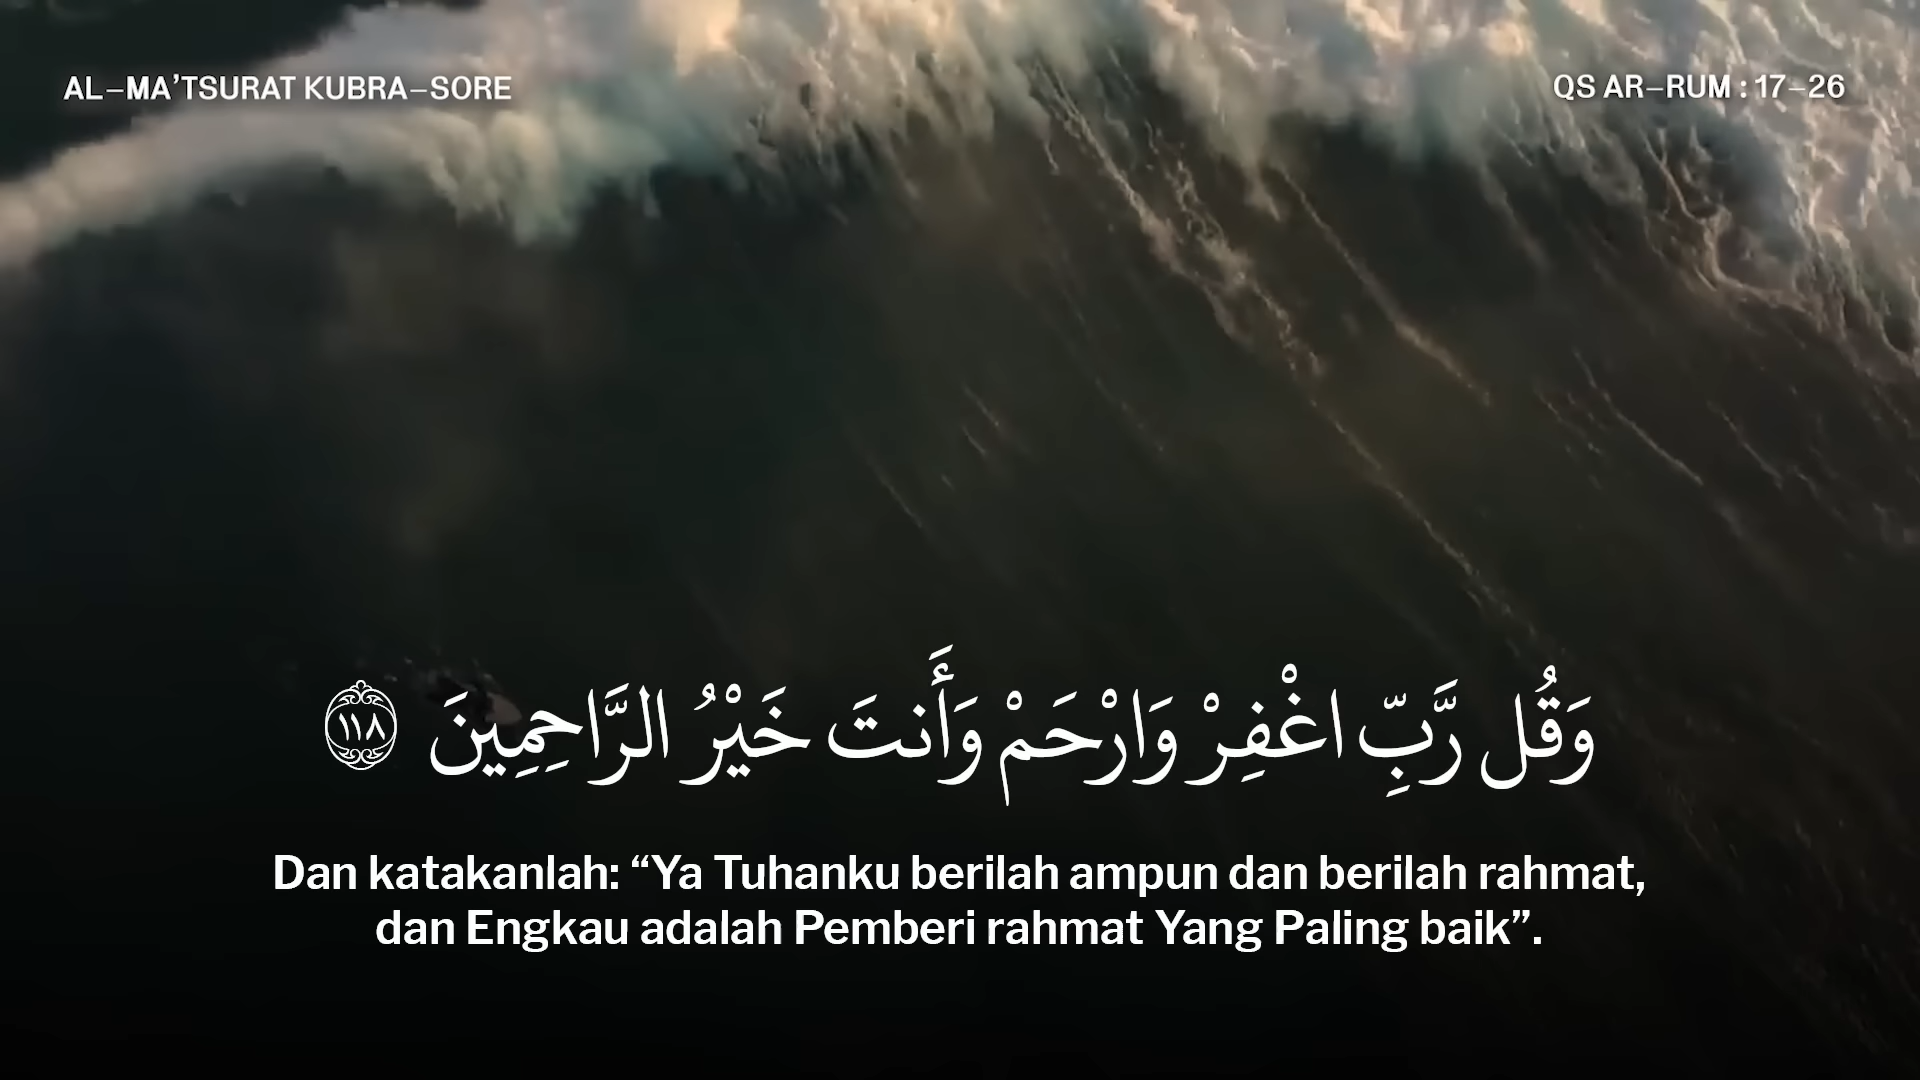 AL–MA’TSURAT KUBRA–SORE
QS AR–RUM : 17–26
وَقُل رَّبِّ اغْفِرْ وَارْحَمْ وَأَنتَ خَيْرُ الرَّاحِمِينَ ١١٨
Dan katakanlah: “Ya Tuhanku berilah ampun dan berilah rahmat,
dan Engkau adalah Pemberi rahmat Yang Paling baik”.